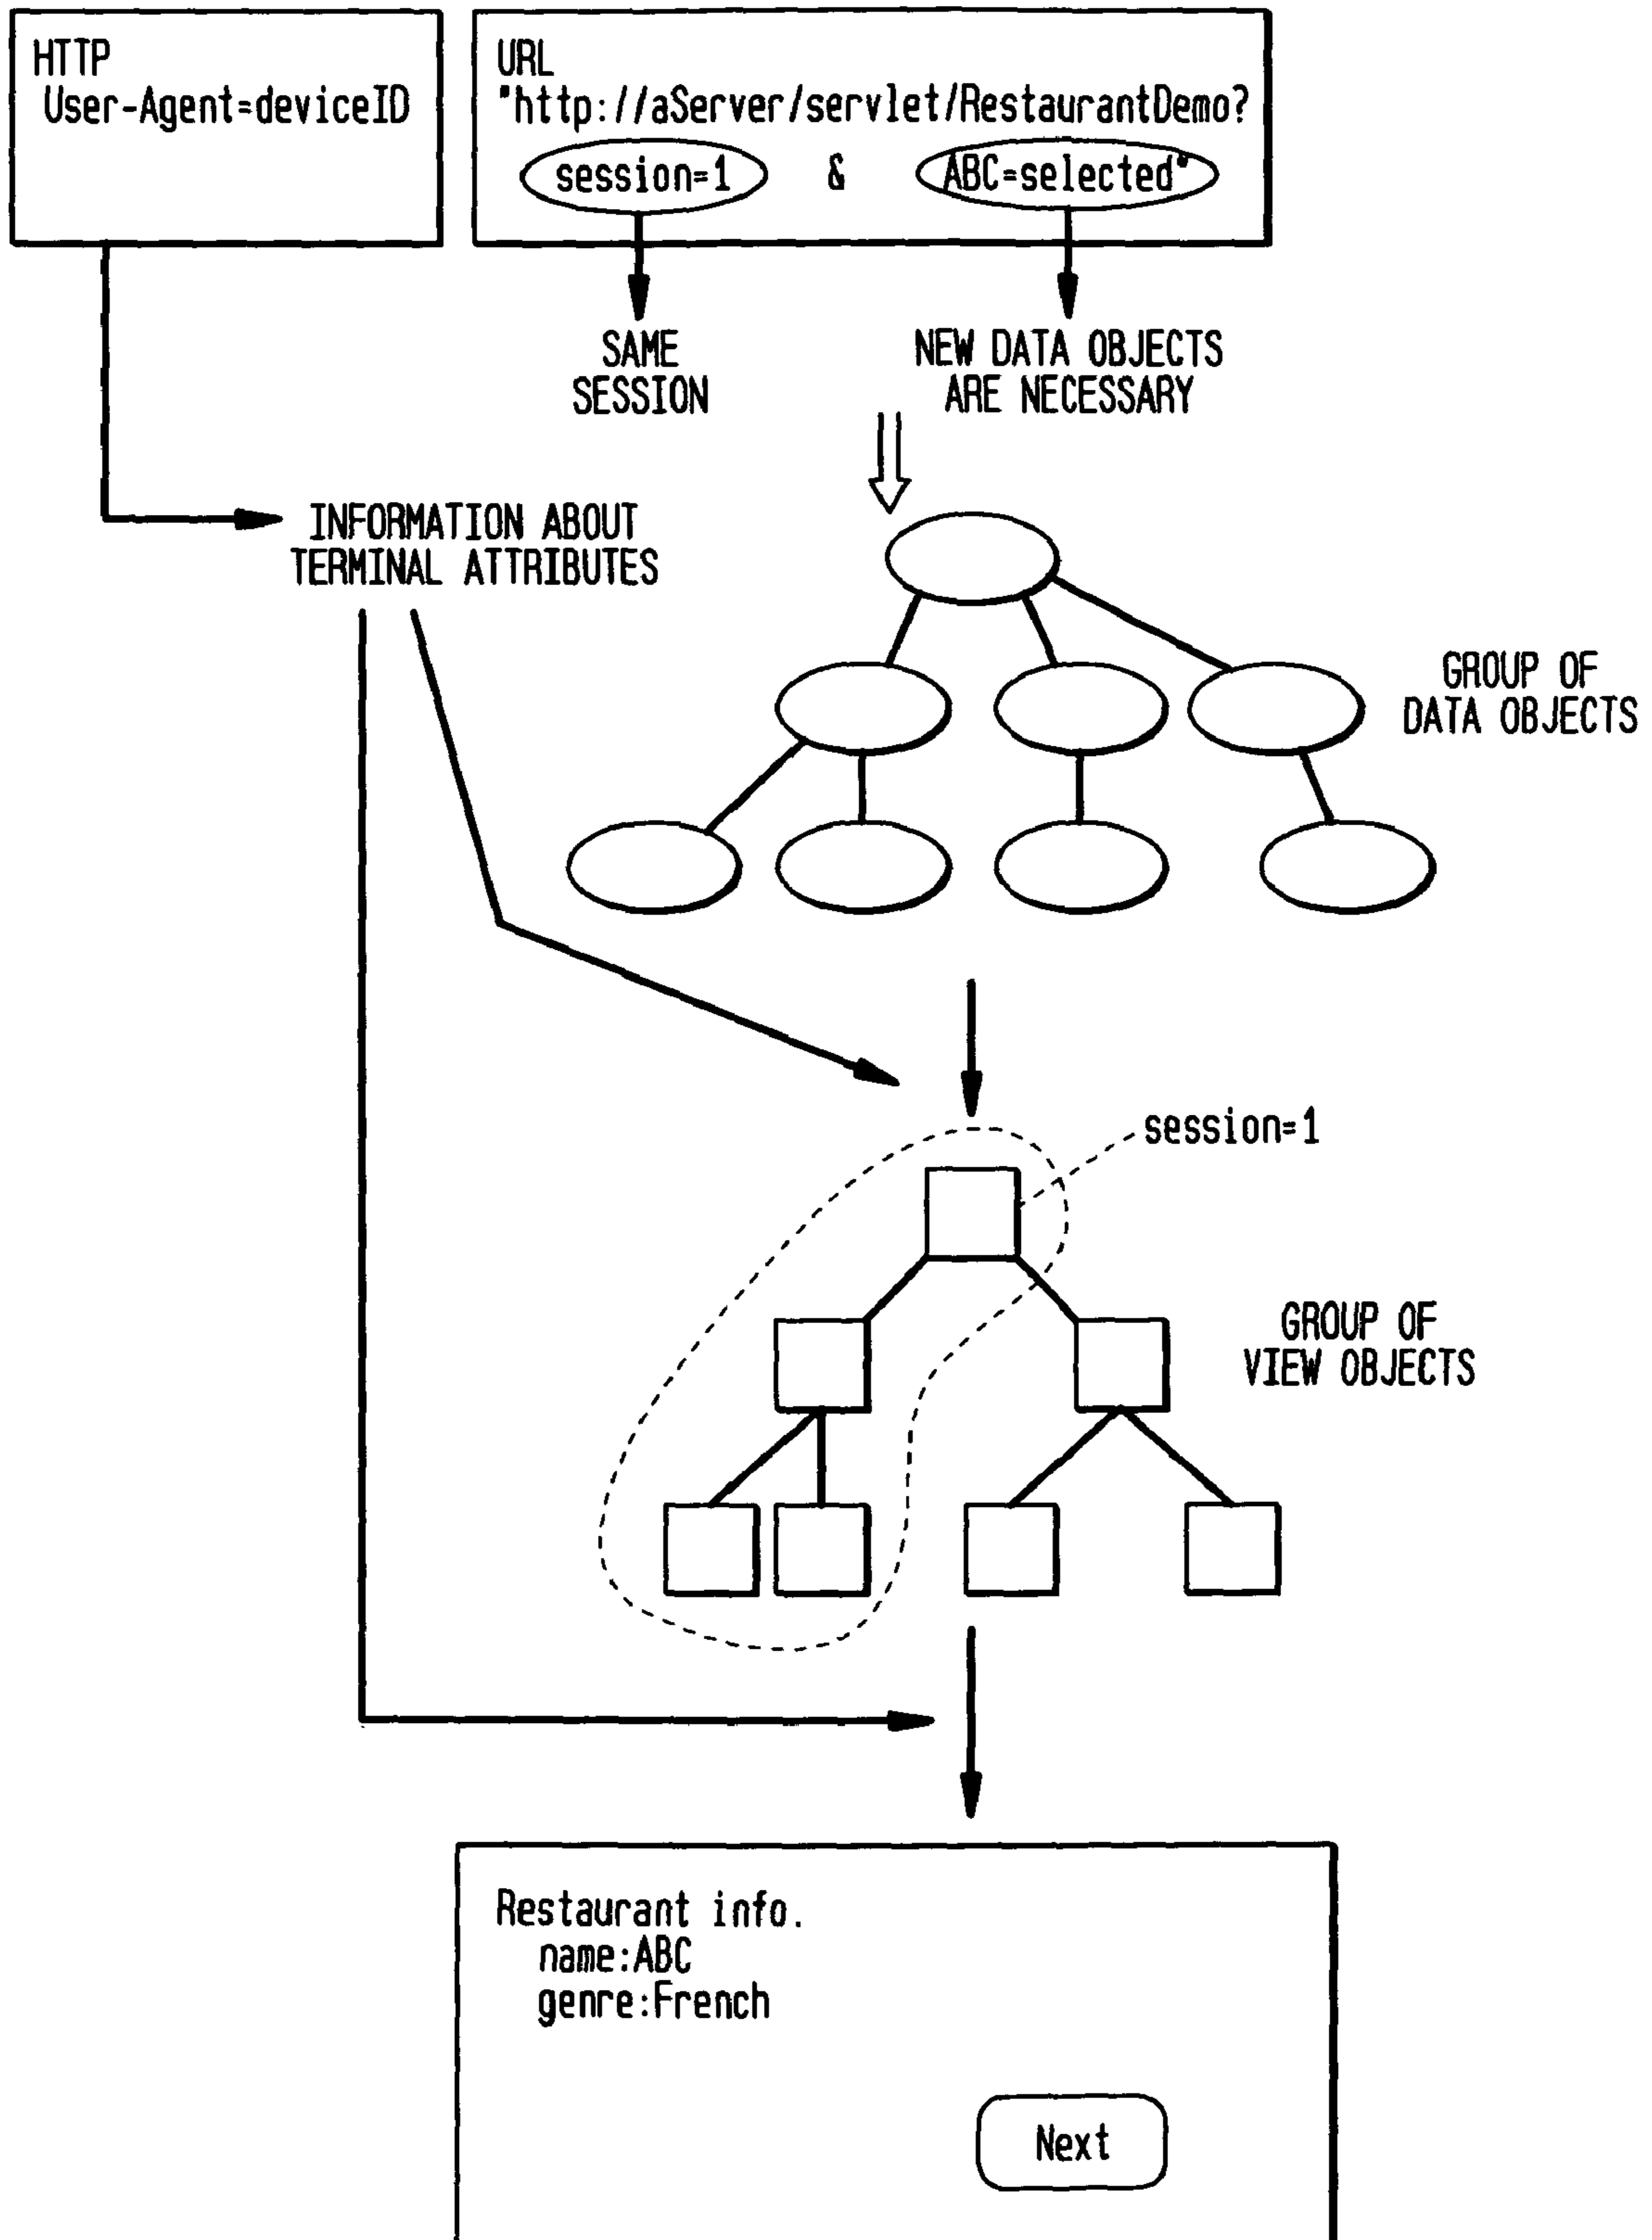 HTTP
User-Agent=deviceID
URL
"http://aServer/servlet/RestaurantDemo?
session=1 & ABC=selected"
SAME
SESSION
NEW DATA OBJECTS
ARE NECESSARY
INFORMATION ABOUT
TERMINAL ATTRIBUTES
GROUP OF
DATA OBJECTS
session=1
GROUP OF
VIEW OBJECTS
Restaurant info.
name:ABC
genre:French
Next